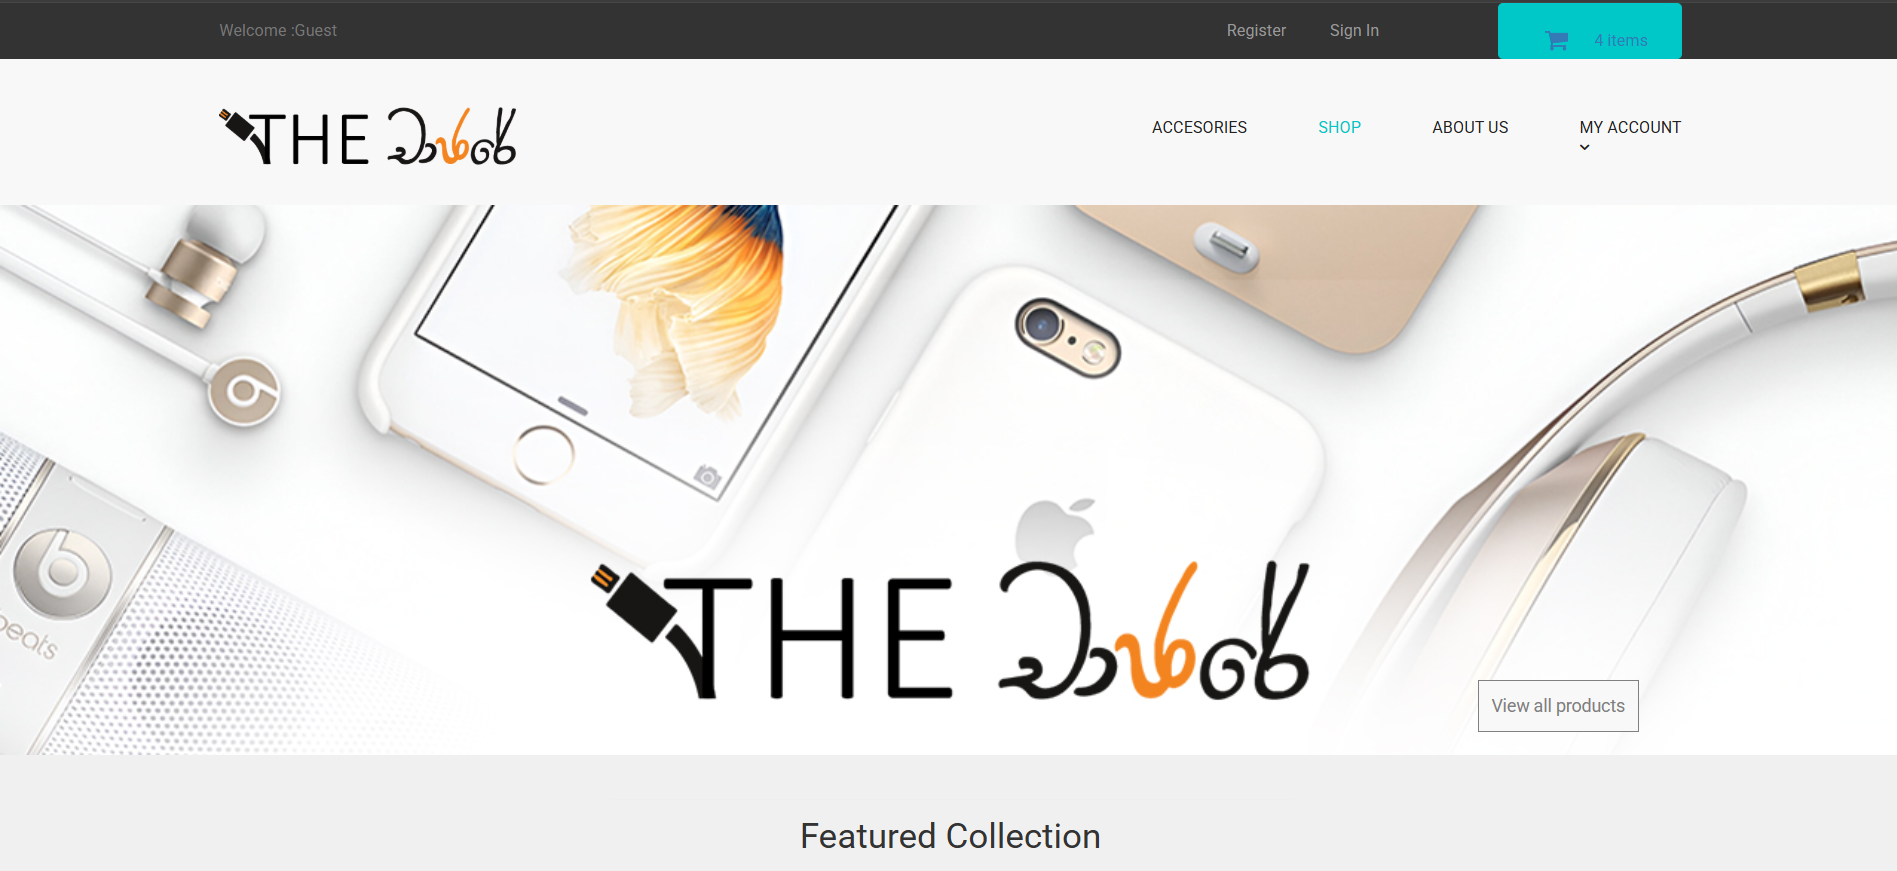 Welcome :Guest
Register
Sign In
4 items
THE
ACCESORIES
SHOP
ABOUT US
MY ACCOUNT
beats
THE
View all products
Featured Collection